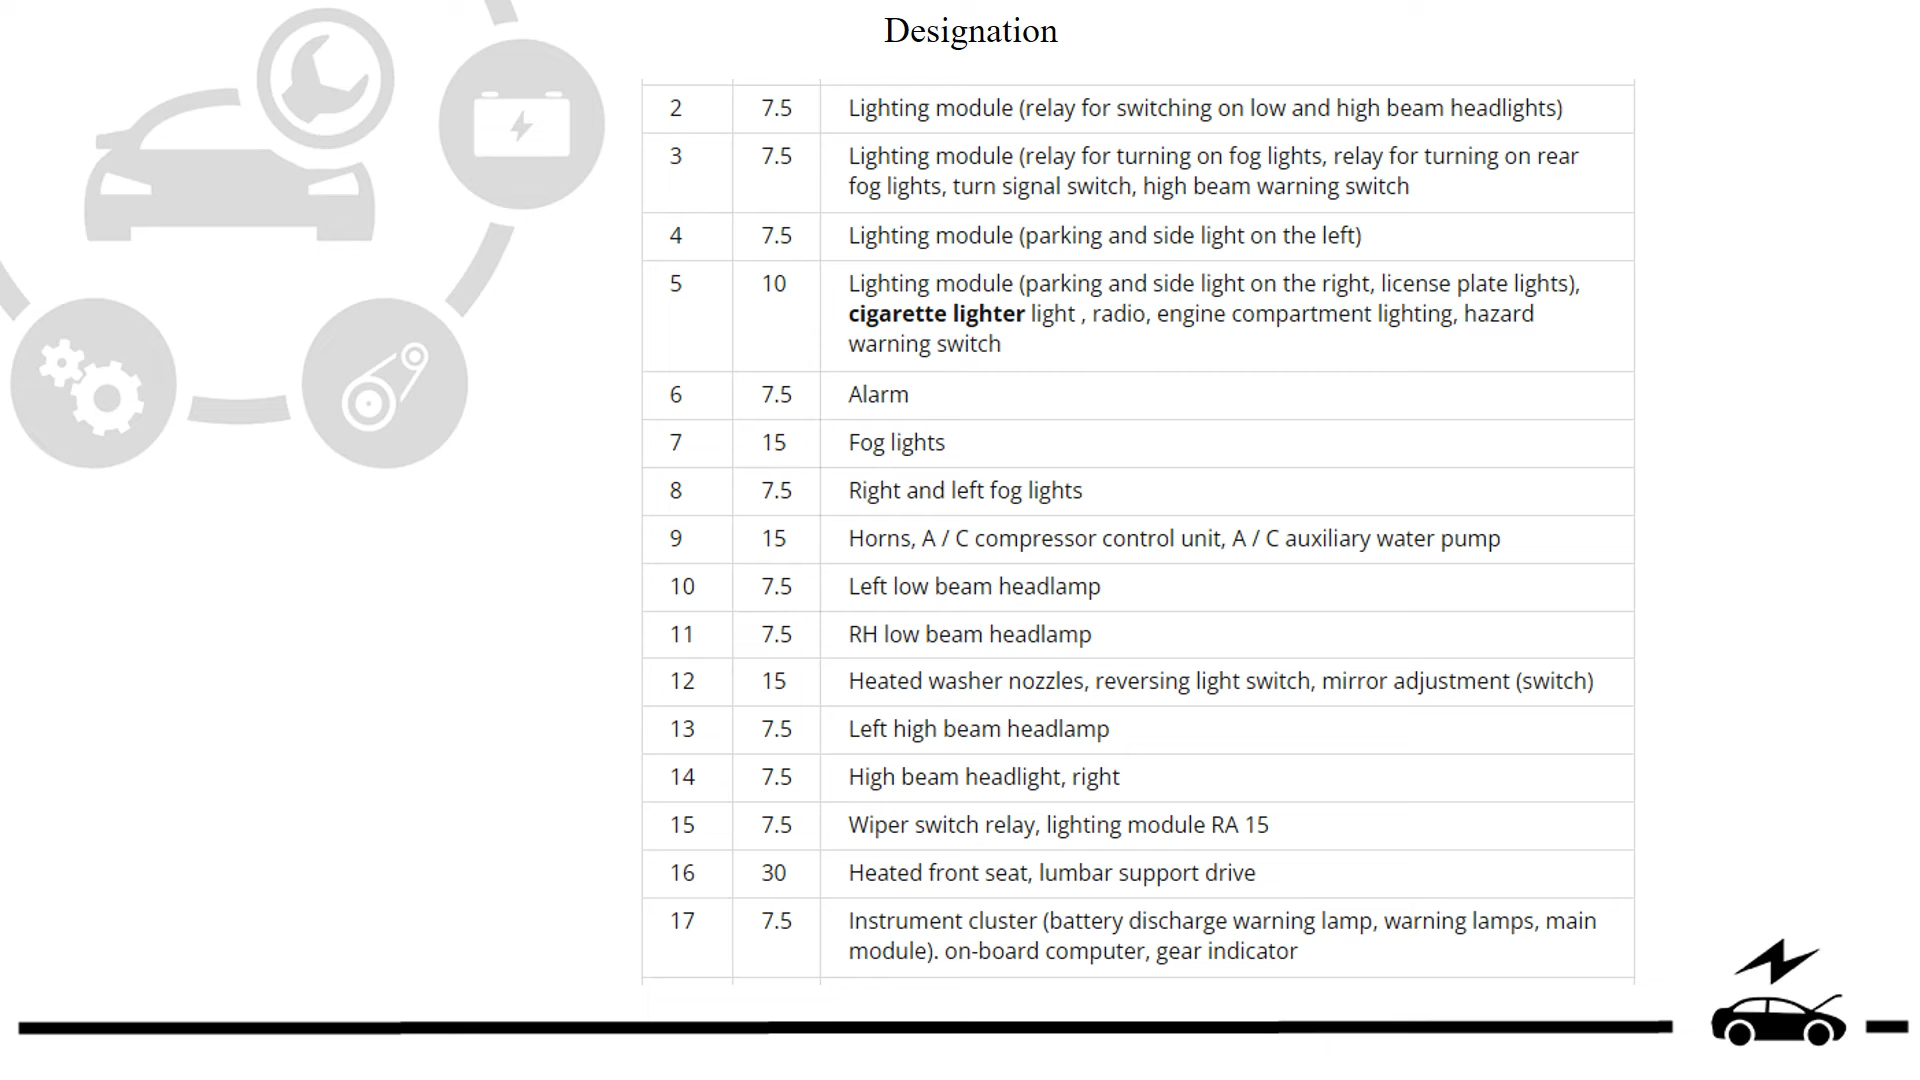 Designation
2 7.5 Lighting module (relay for switching on low and high beam headlights)
3 7.5 Lighting module (relay for turning on fog lights, relay for turning on rear
fog lights, turn signal switch, high beam warning switch
4 7.5 Lighting module (parking and side light on the left)
5 10 Lighting module (parking and side light on the right, license plate lights),
cigarette lighter light , radio, engine compartment lighting, hazard
warning switch
6 7.5 Alarm
7 15 Fog lights
8 7.5 Right and left fog lights
9 15 Horns, A / C compressor control unit, A / C auxiliary water pump
10 7.5 Left low beam headlamp
11 7.5 RH low beam headlamp
12 15 Heated washer nozzles, reversing light switch, mirror adjustment (switch)
13 7.5 Left high beam headlamp
14 7.5 High beam headlight, right
15 7.5 Wiper switch relay, lighting module RA 15
16 30 Heated front seat, lumbar support drive
17 7.5 Instrument cluster (battery discharge warning lamp, warning lamps, main
module). on-board computer, gear indicator